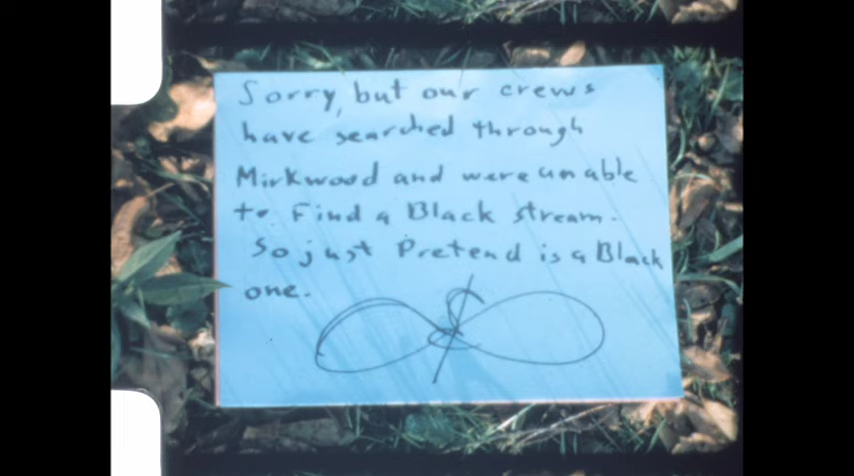 Sorry, but our crews
have searched through
Mirkwood and were unable
to Find a Black stream.
So just Pretend is a Black
one.